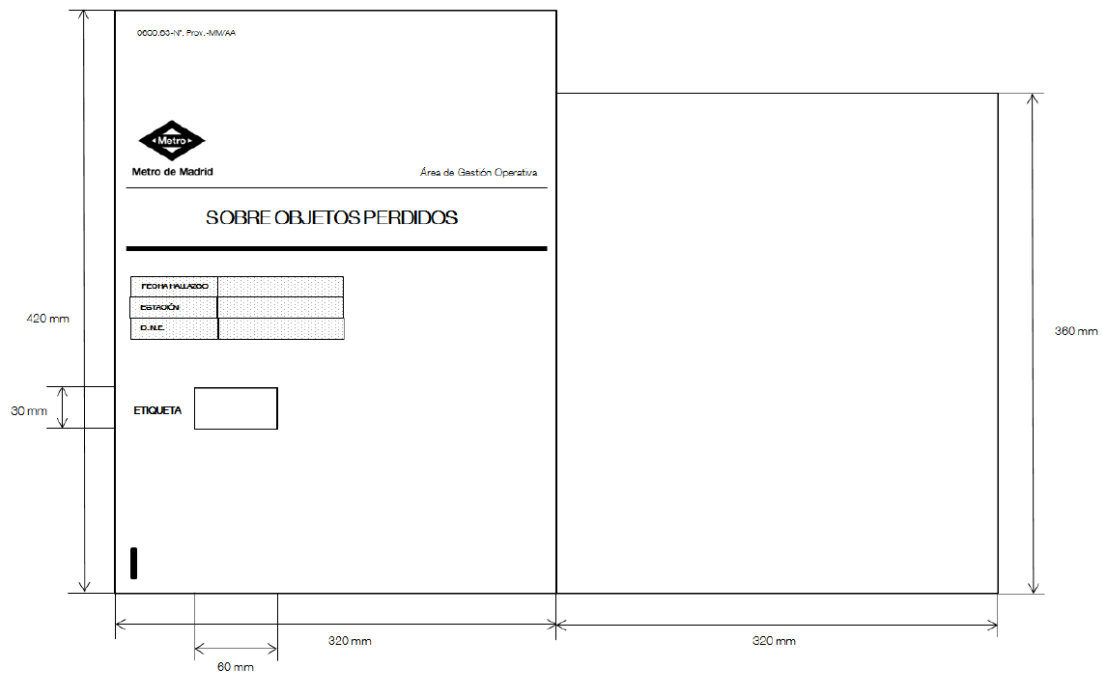 0600.63-Nº. Prov.-MM/AA
Metro
Metro de Madrid
Área de Gestión Operativa
SOBRE OBJETOS PERDIDOS
FECHA HALLAZGO
ESTACIÓN
D.N.E.
420 mm
360 mm
30 mm
ETIQUETA
320 mm
320 mm
60 mm